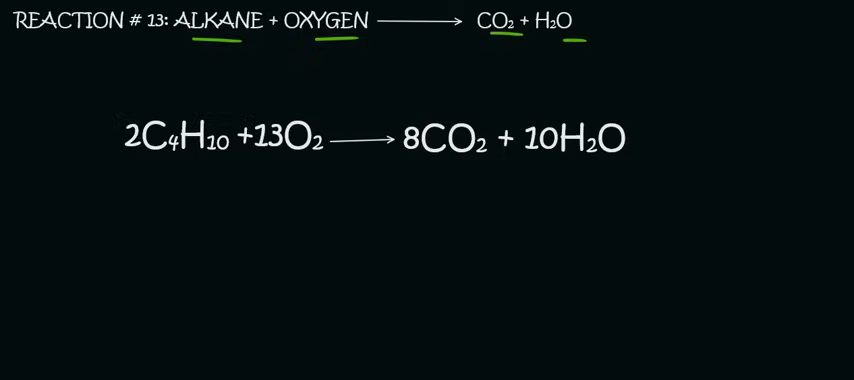 REACTION # 13: ALKANE + OXYGEN ⟶ CO₂ + H₂O
2C₄H₁₀ +13O₂ ⟶ 8CO₂ + 10H₂O